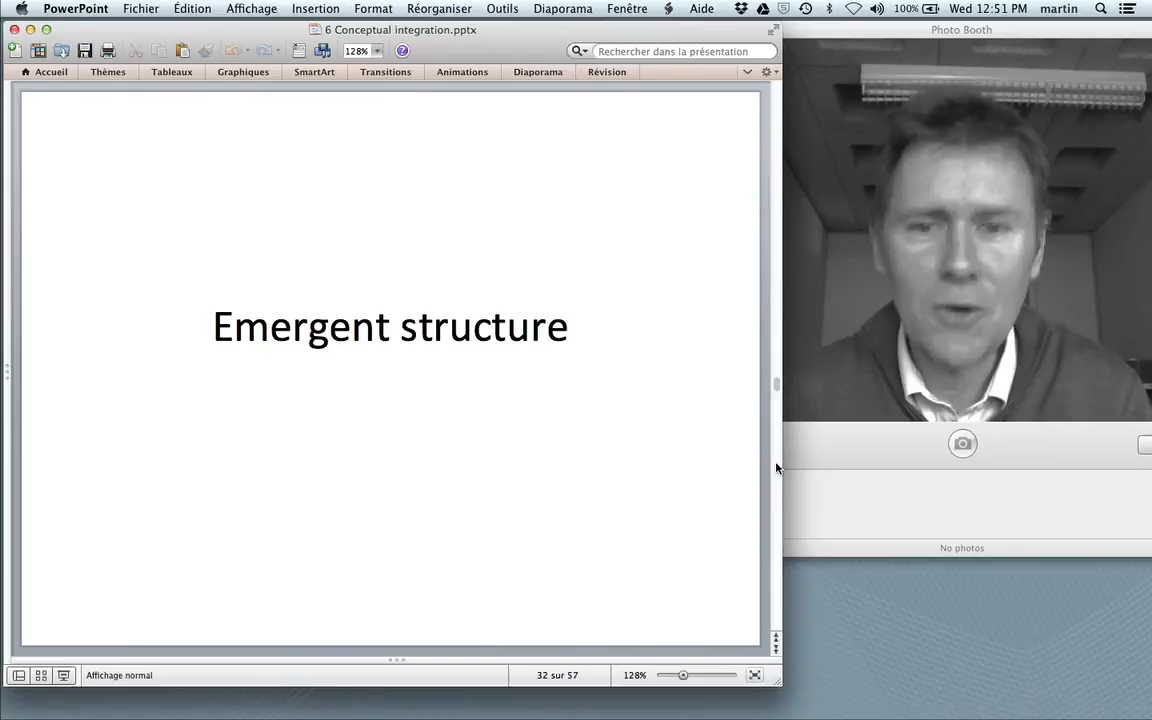 PowerPoint Fichier Édition Affichage Insertion Format Réorganiser Outils Diaporama Fenêtre Aide 100% Wed 12:51 PM martin
6 Conceptual integration.pptx
Photo Booth
128% Rechercher dans la présentation
Accueil Thèmes Tableaux Graphiques SmartArt Transitions Animations Diaporama Révision
Emergent structure
No photos
Affichage normal 32 sur 57 128%